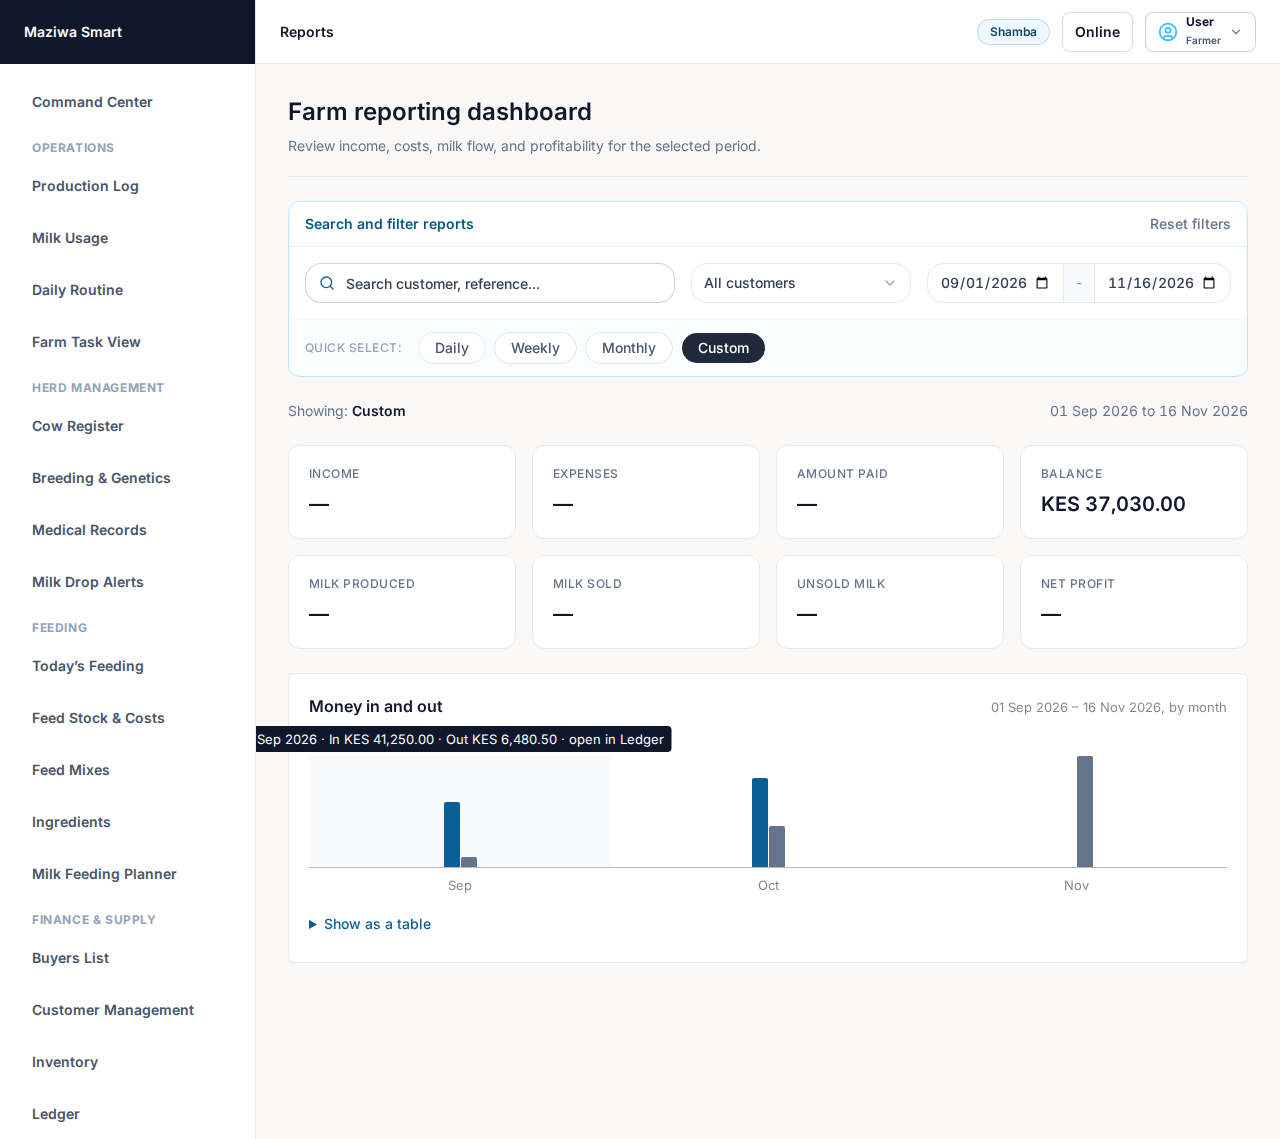 Maziwa Smart
Reports
Shamba
Online
User
Farmer
Command Center
OPERATIONS
Production Log
Milk Usage
Daily Routine
Farm Task View
HERD MANAGEMENT
Cow Register
Breeding & Genetics
Medical Records
Milk Drop Alerts
FEEDING
Today’s Feeding
Feed Stock & Costs
Feed Mixes
Ingredients
Milk Feeding Planner
FINANCE & SUPPLY
Buyers List
Customer Management
Inventory
Ledger
Farm reporting dashboard
Review income, costs, milk flow, and profitability for the selected period.
Search and filter reports
Reset filters
Search customer, reference...
All customers
09/01/2026
-
11/16/2026
QUICK SELECT:
Daily
Weekly
Monthly
Custom
Showing: Custom
01 Sep 2026 to 16 Nov 2026
INCOME
—
EXPENSES
—
AMOUNT PAID
—
BALANCE
KES 37,030.00
MILK PRODUCED
—
MILK SOLD
—
UNSOLD MILK
—
NET PROFIT
—
Money in and out
01 Sep 2026 – 16 Nov 2026, by month
Sep 2026 · In KES 41,250.00 · Out KES 6,480.50 · open in Ledger
Sep
Oct
Nov
Show as a table